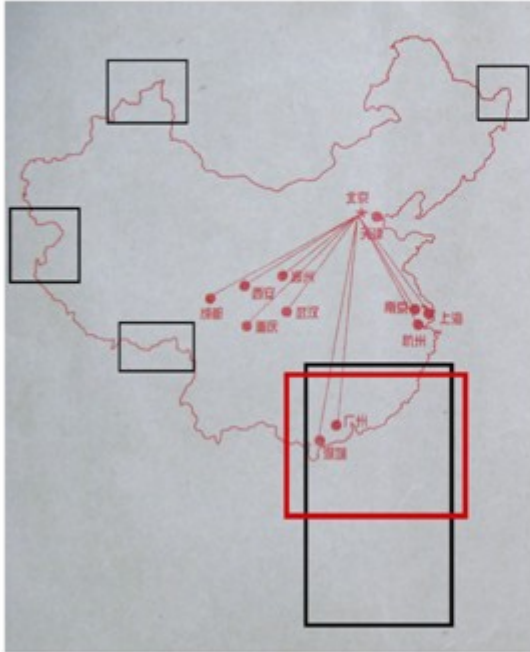 北京
天津
郑州
西安
成都
武汉
重庆
南京
上海
杭州
广州
深圳